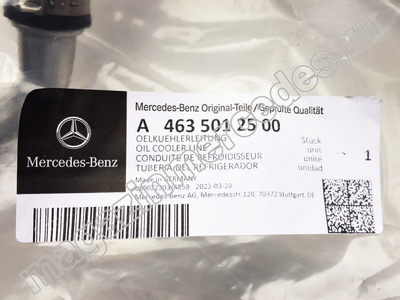 Mercedes-Benz Original-Teile/Geprüfte Qualität
A 463 501 25 00
OELKUEHLERLEITUNG
OIL COOLER LINE
CONDUITE DE REFROIDISSEUR
TUBERIA DEL REFRIGERADOR
Stück
unit
unité
unidad
1
Mercedes-Benz
Made in GERMANY
2023-03-28
Mercedes-Benz AG, Mercedesstr.120, 70372 Stuttgart, DE